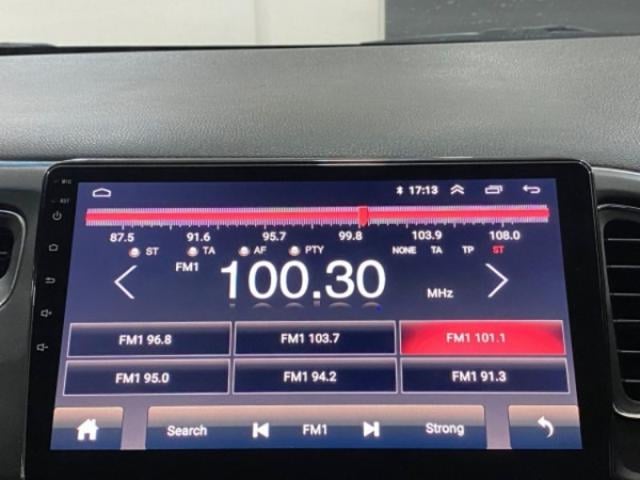 MIC
17:13
RST
87.5 91.6 95.7 99.8 103.9 108.0
ST TA AF PTY NONE TA TP ST
FM1 100.30 MHz
FM1 96.8 FM1 103.7 FM1 101.1
FM1 95.0 FM1 94.2 FM1 91.3
Search FM1 Strong